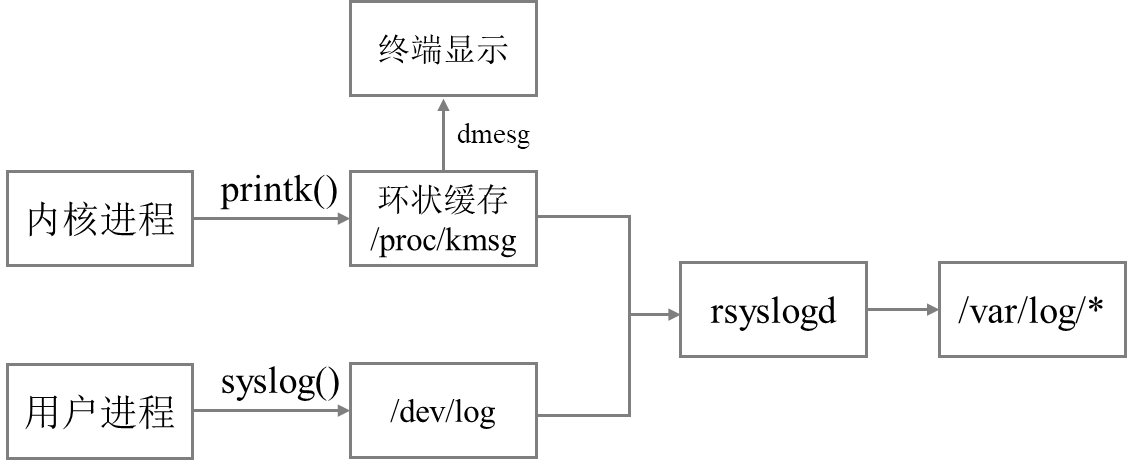 终端显示
dmesg
内核进程
printk()
环状缓存
/proc/kmsg
rsyslogd
/var/log/*
用户进程
syslog()
/dev/log